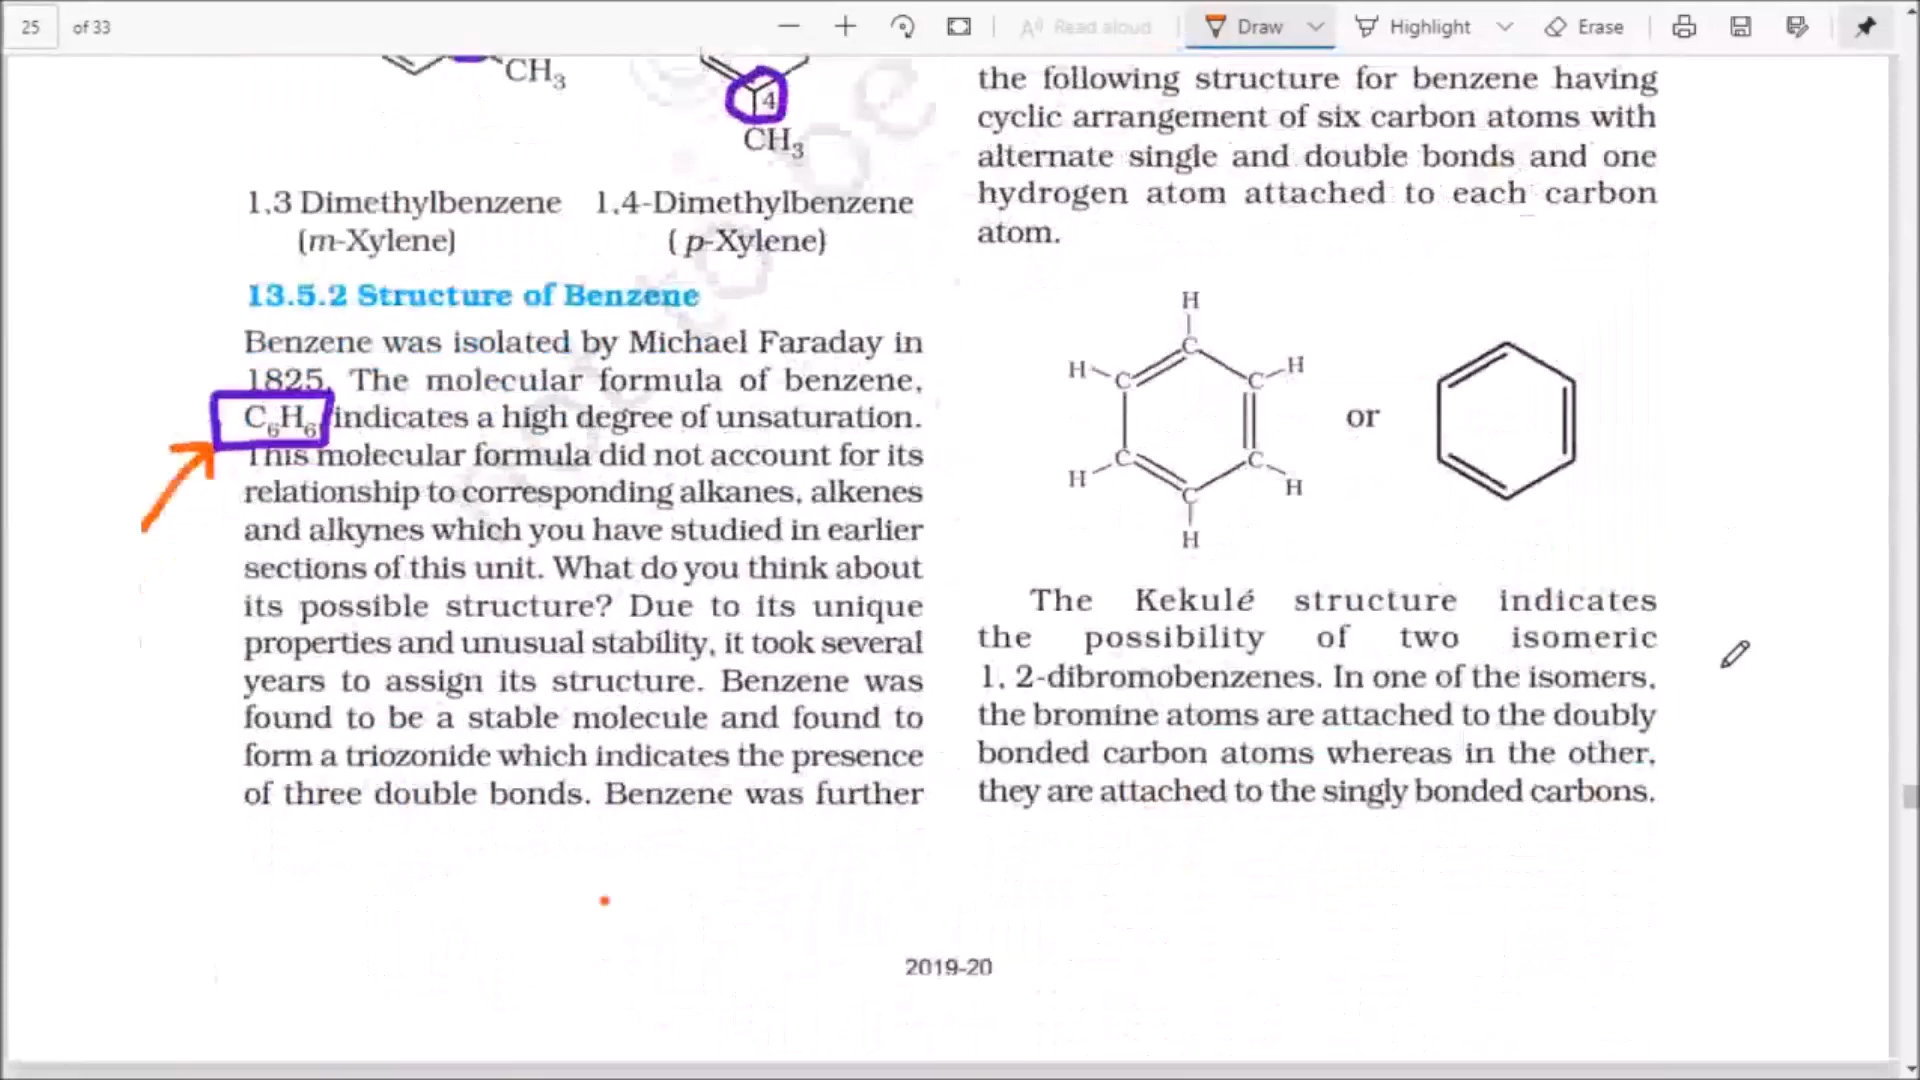 25 of 33
Read aloud
Draw
Highlight
Erase
CH3
4
CH3
1,3 Dimethylbenzene 1,4-Dimethylbenzene
(m-Xylene) ( p-Xylene)
13.5.2 Structure of Benzene
Benzene was isolated by Michael Faraday in
1825. The molecular formula of benzene,
C6H6, indicates a high degree of unsaturation.
This molecular formula did not account for its
relationship to corresponding alkanes, alkenes
and alkynes which you have studied in earlier
sections of this unit. What do you think about
its possible structure? Due to its unique
properties and unusual stability, it took several
years to assign its structure. Benzene was
found to be a stable molecule and found to
form a triozonide which indicates the presence
of three double bonds. Benzene was further
the following structure for benzene having
cyclic arrangement of six carbon atoms with
alternate single and double bonds and one
hydrogen atom attached to each carbon
atom.
H
C
H C C H
or
H C C H
C
H
The Kekulé structure indicates
the possibility of two isomeric
1, 2-dibromobenzenes. In one of the isomers,
the bromine atoms are attached to the doubly
bonded carbon atoms whereas in the other,
they are attached to the singly bonded carbons.
2019-20